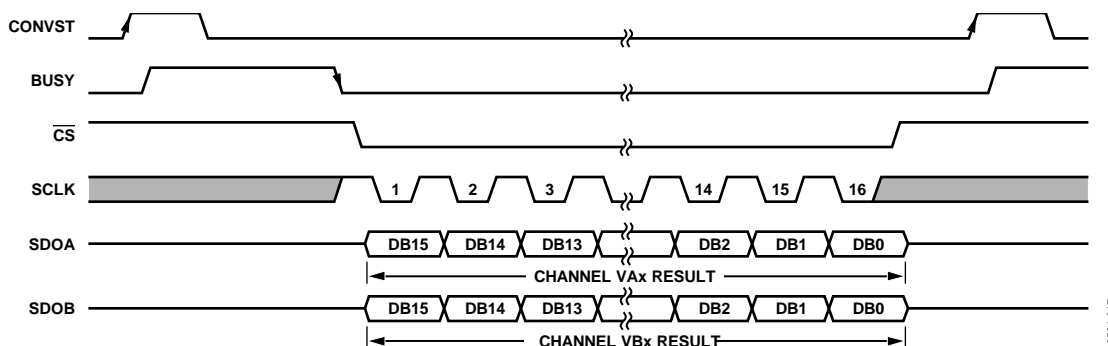 CONVST
BUSY
CS
SCLK 1 2 3 14 15 16
SDOA DB15 DB14 DB13 DB2 DB1 DB0
CHANNEL VAx RESULT
SDOB DB15 DB14 DB13 DB2 DB1 DB0
CHANNEL VBx RESULT